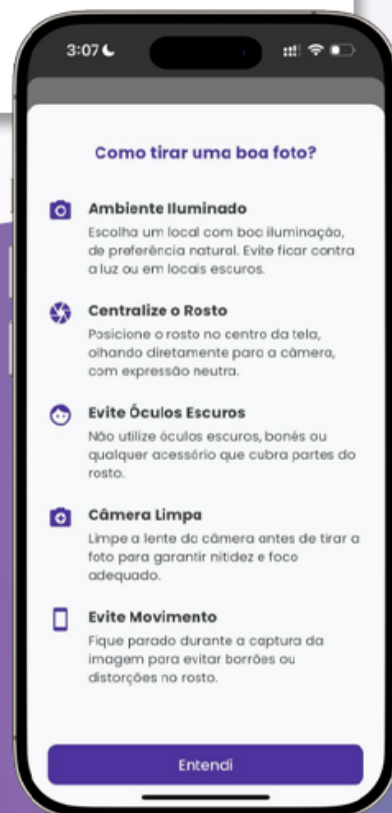 3:07
Como tirar uma boa foto?
Ambiente Iluminado
Escolha um local com boa iluminação,
de preferência natural. Evite ficar contra
a luz ou em locais escuros.
Centralize o Rosto
Posicione o rosto no centro da tela,
olhando diretamente para a câmera,
com expressão neutra.
Evite Óculos Escuros
Não utilize óculos escuros, bonés ou
qualquer acessório que cubra partes do
rosto.
Câmera Limpa
Limpe a lente da câmera antes de tirar a
foto para garantir nitidez e foco
adequado.
Evite Movimento
Fique parado durante a captura da
imagem para evitar borrões ou
distorções no rosto.
Entendi